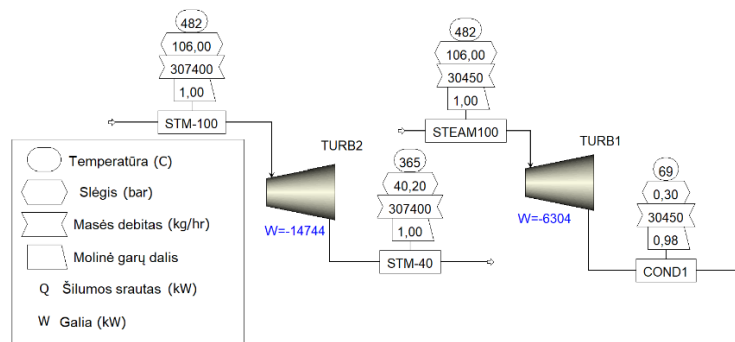 482
106,00
307400
1,00
STM-100
482
106,00
30450
1,00
STEAM100
TURB2
TURB1
W=-14744
W=-6304
365
40,20
307400
1,00
STM-40
69
0,30
30450
0,98
COND1
Temperatūra (C)
Slėgis (bar)
Masės debitas (kg/hr)
Molinė garų dalis
Q Šilumos srautas (kW)
W Galia (kW)